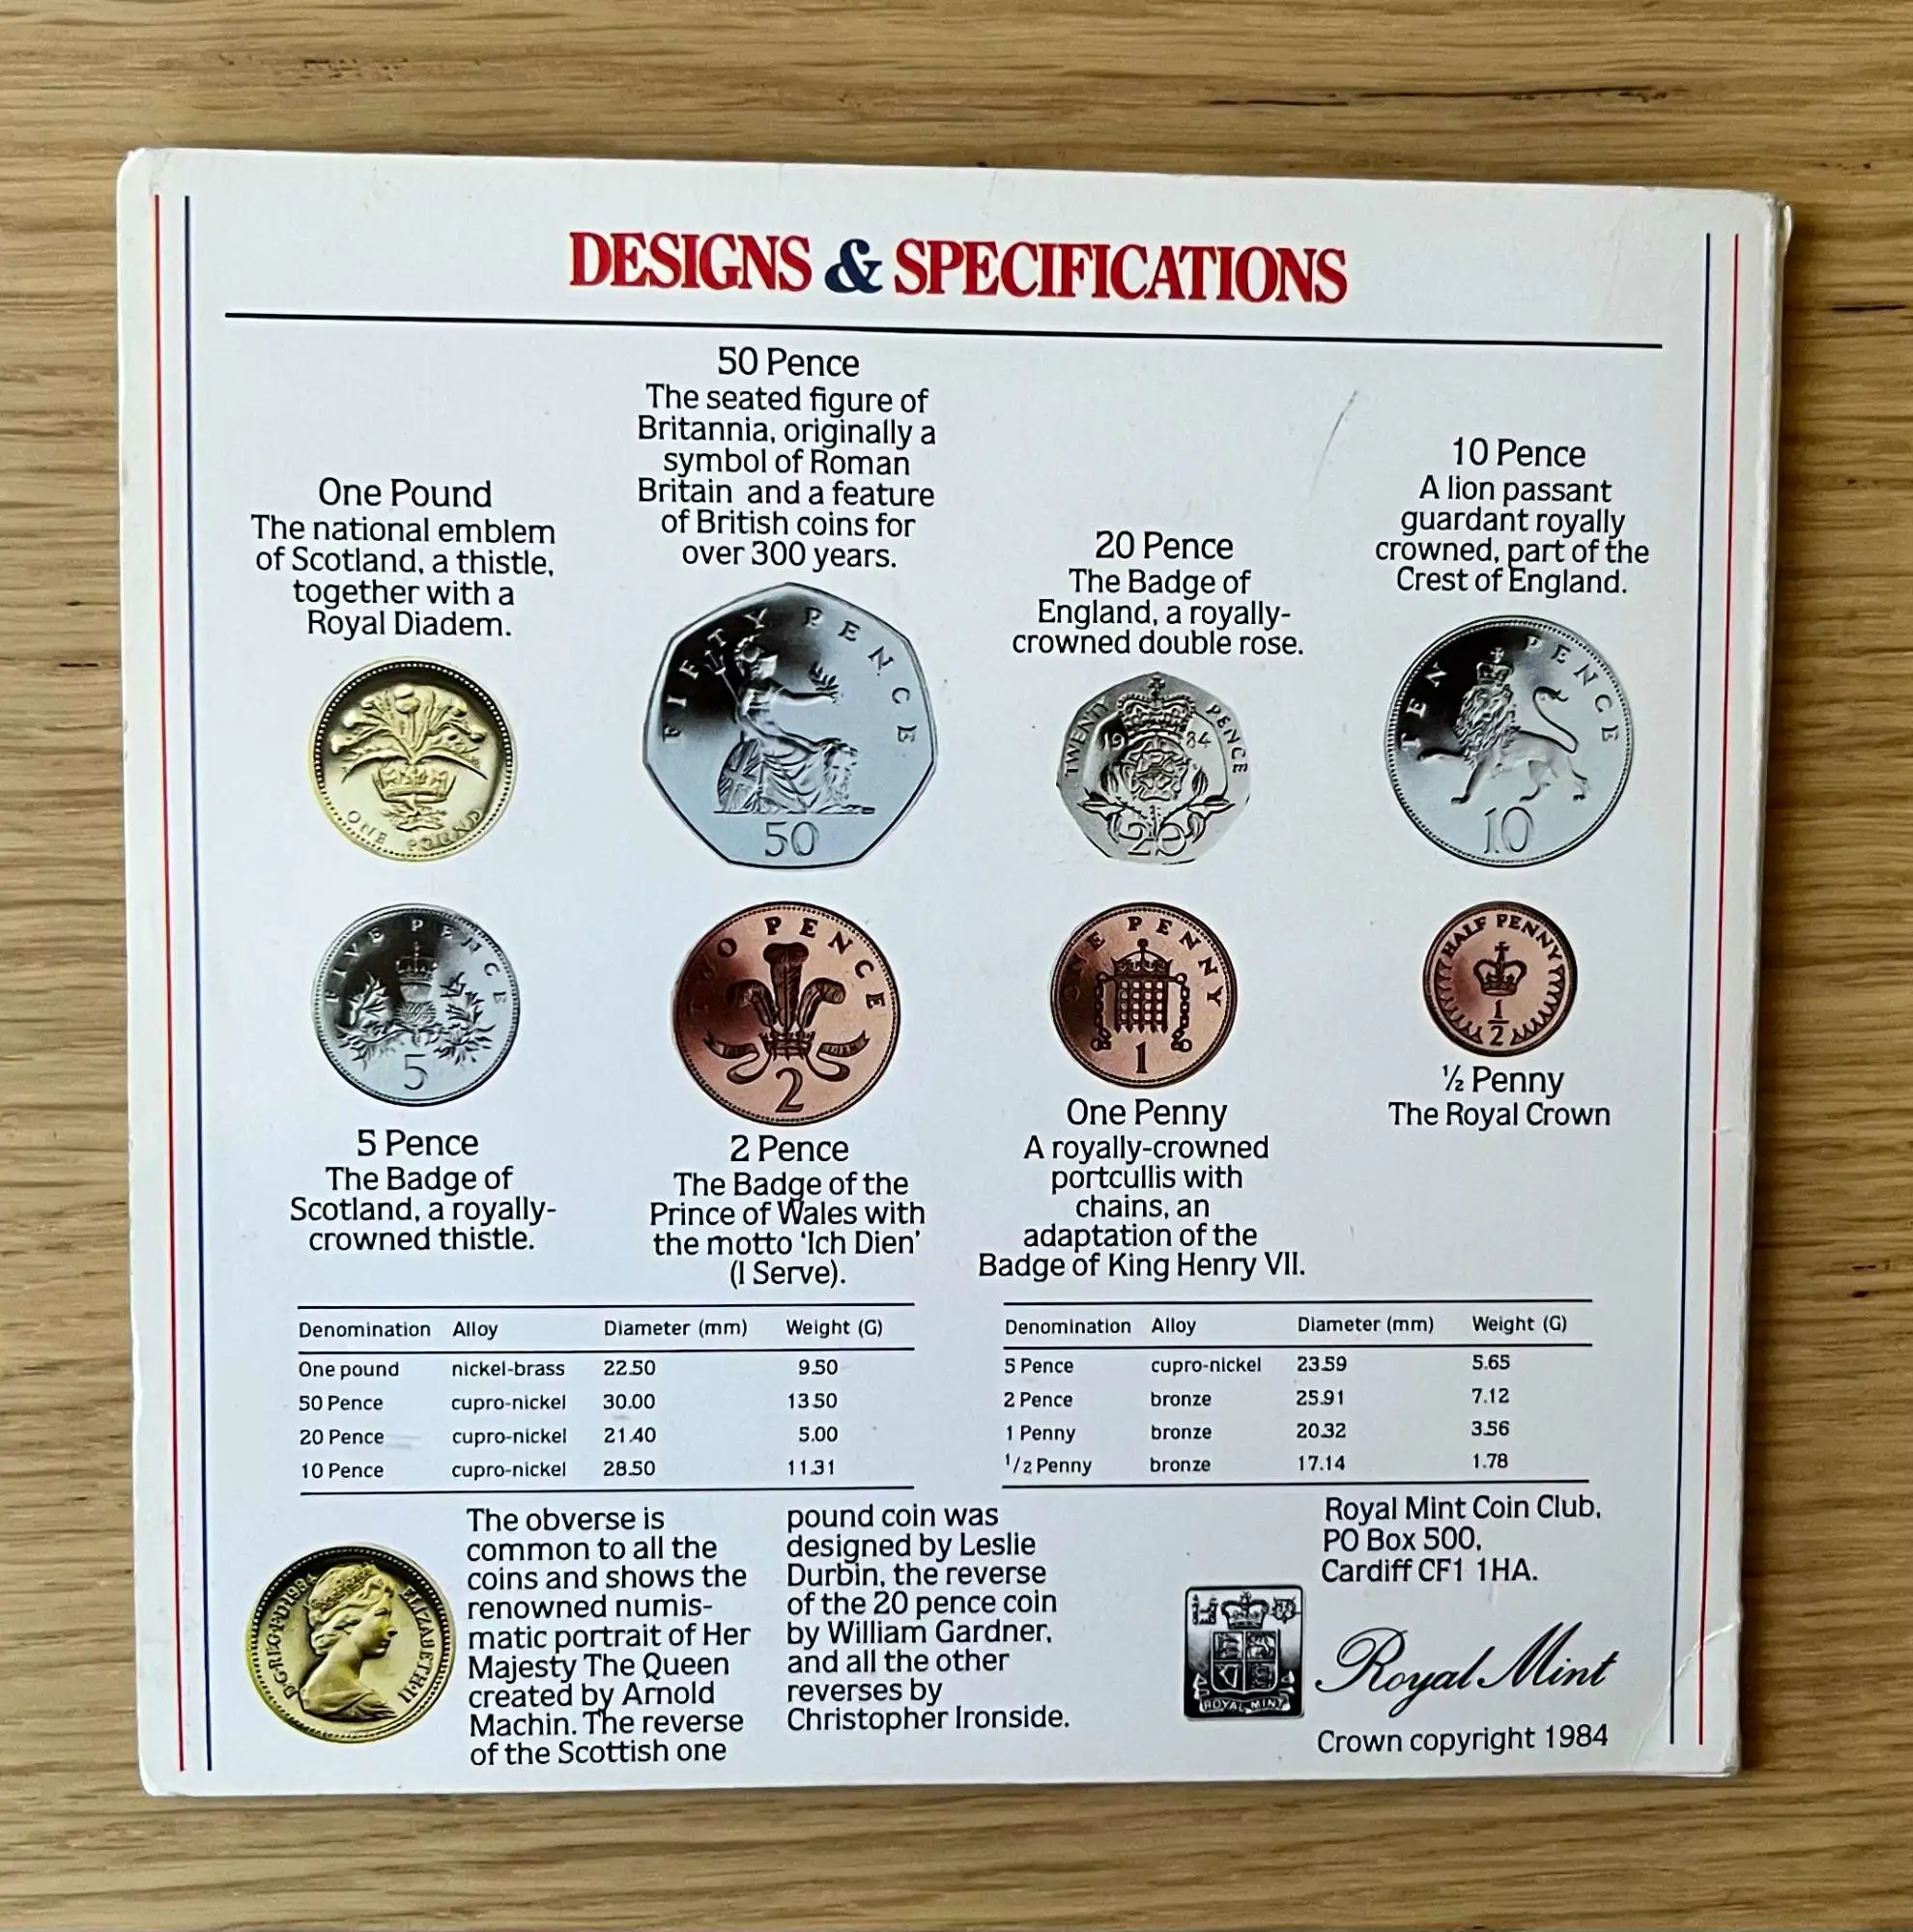 DESIGNS & SPECIFICATIONS
One Pound
The national emblem
of Scotland, a thistle,
together with a
Royal Diadem.
ONE POUND
50 Pence
The seated figure of
Britannia, originally a
symbol of Roman
Britain and a feature
of British coins for
over 300 years.
FIFTY PENCE
50
20 Pence
The Badge of
England, a royally-
crowned double rose.
TWENTY PENCE
1984
20
10 Pence
A lion passant
guardant royally
crowned, part of the
Crest of England.
TEN PENCE
10
FIVE PENCE
5
5 Pence
The Badge of
Scotland, a royally-
crowned thistle.
TWO PENCE
2
2 Pence
The Badge of the
Prince of Wales with
the motto ‘Ich Dien’
(I Serve).
ONE PENNY
1
One Penny
A royally-crowned
portcullis with
chains, an
adaptation of the
Badge of King Henry VII.
HALF PENNY
1/2
½ Penny
The Royal Crown
Denomination Alloy Diameter (mm) Weight (G)
One pound nickel-brass 22.50 9.50
50 Pence cupro-nickel 30.00 13.50
20 Pence cupro-nickel 21.40 5.00
10 Pence cupro-nickel 28.50 11.31
Denomination Alloy Diameter (mm) Weight (G)
5 Pence cupro-nickel 23.59 5.65
2 Pence bronze 25.91 7.12
1 Penny bronze 20.32 3.56
1/2 Penny bronze 17.14 1.78
D·G·REG·F·D·1984
ELIZABETH·II
The obverse is
common to all the
coins and shows the
renowned numis-
matic portrait of Her
Majesty The Queen
created by Arnold
Machin. The reverse
of the Scottish one
pound coin was
designed by Leslie
Durbin, the reverse
of the 20 pence coin
by William Gardner,
and all the other
reverses by
Christopher Ironside.
Royal Mint Coin Club,
PO Box 500,
Cardiff CF1 1HA.
ROYAL MINT
Royal Mint
Crown copyright 1984